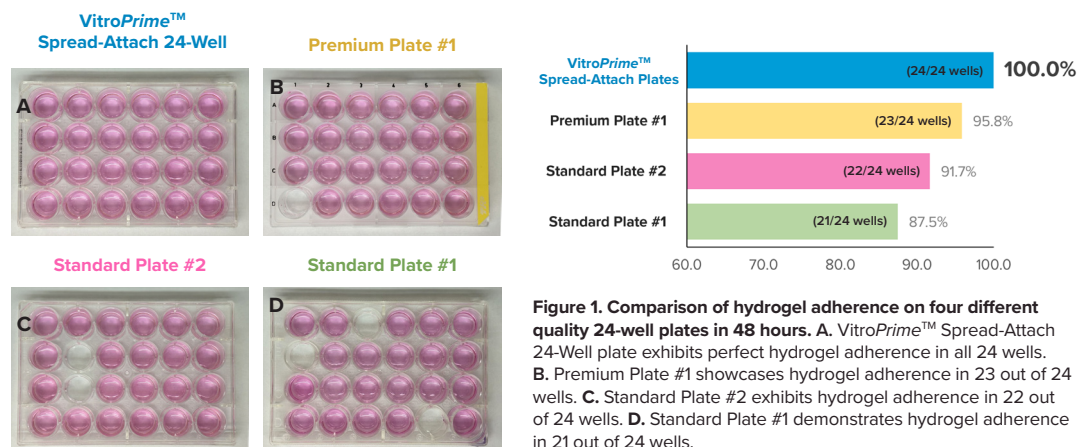 VitroPrime™
Spread-Attach 24-Well
Premium Plate #1
A
B
1 2 3 4 5 6
A
B
C
D
Standard Plate #2
Standard Plate #1
C
D
VitroPrime™
Spread-Attach Plates
(24/24 wells)
100.0%
Premium Plate #1
(23/24 wells)
95.8%
Standard Plate #2
(22/24 wells)
91.7%
Standard Plate #1
(21/24 wells)
87.5%
60.0 70.0 80.0 90.0 100.0
Figure 1. Comparison of hydrogel adherence on four different
quality 24-well plates in 48 hours. A. VitroPrime™ Spread-Attach
24-Well plate exhibits perfect hydrogel adherence in all 24 wells.
B. Premium Plate #1 showcases hydrogel adherence in 23 out of 24
wells. C. Standard Plate #2 exhibits hydrogel adherence in 22 out
of 24 wells. D. Standard Plate #1 demonstrates hydrogel adherence
in 21 out of 24 wells.